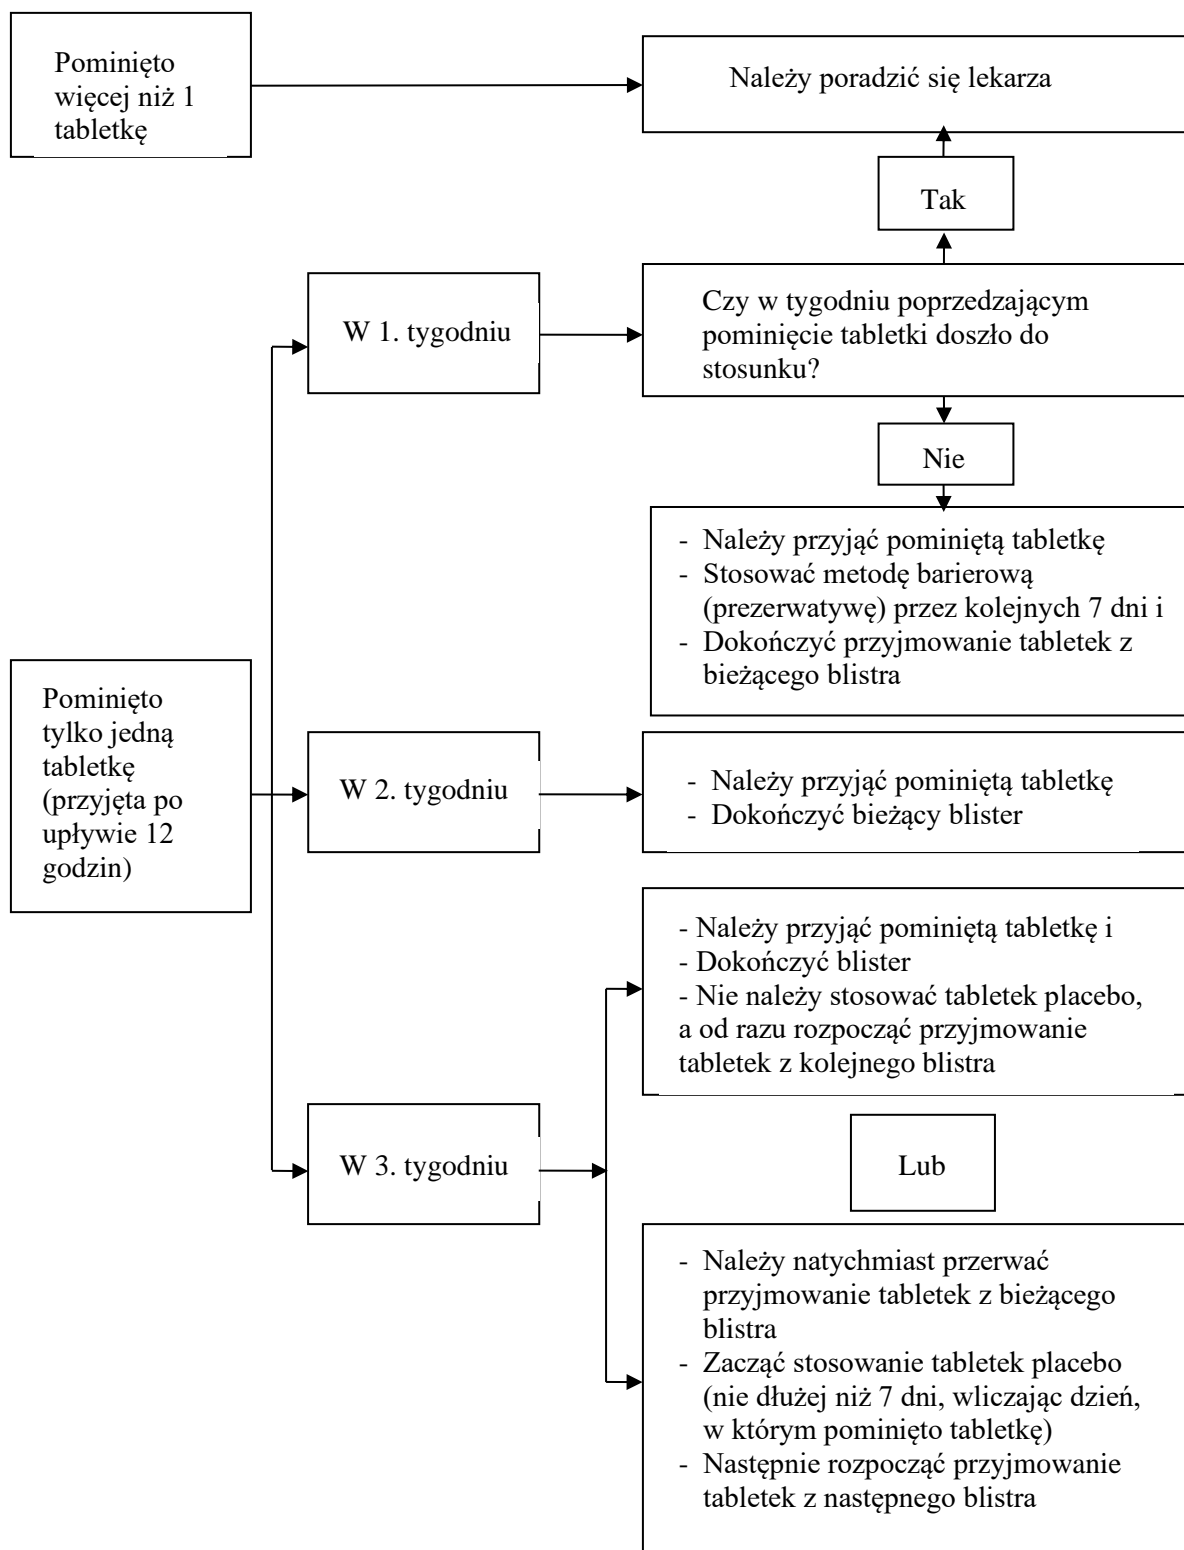 Pominięto
więcej niż 1
tabletkę
Należy poradzić się lekarza
Tak
W 1. tygodniu
Czy w tygodniu poprzedzającym
pominięcie tabletki doszło do
stosunku?
Nie
- Należy przyjąć pominiętą tabletkę
- Stosować metodę barierową
(prezerwatywę) przez kolejnych 7 dni i
- Dokończyć przyjmowanie tabletek z
bieżącego blistra
Pominięto
tylko jedną
tabletkę
(przyjęta po
upływie 12
godzin)
W 2. tygodniu
- Należy przyjąć pominiętą tabletkę
- Dokończyć bieżący blister
- Należy przyjąć pominiętą tabletkę i
- Dokończyć blister
- Nie należy stosować tabletek placebo,
a od razu rozpocząć przyjmowanie
tabletek z kolejnego blistra
W 3. tygodniu
Lub
- Należy natychmiast przerwać
przyjmowanie tabletek z bieżącego
blistra
- Zacząć stosowanie tabletek placebo
(nie dłużej niż 7 dni, wliczając dzień,
w którym pominięto tabletkę)
- Następnie rozpocząć przyjmowanie
tabletek z następnego blistra